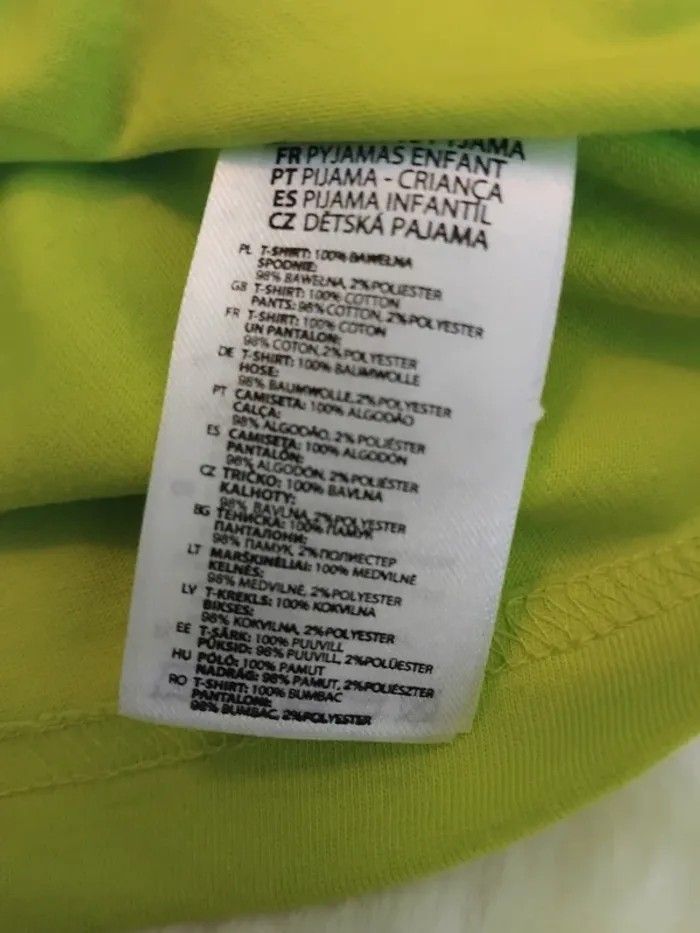 PYJAMA
FR PYJAMAS ENFANT
PT PIJAMA - CRIANÇA
ES PIJAMA INFANTÍL
CZ DĚTSKÁ PAJAMA
PL T-SHIRT: 100% BAWEŁNA
SPODNIE:
98% BAWEŁNA, 2% POLIESTER
GB T-SHIRT: 100% COTTON
PANTS: 98% COTTON, 2% POLYESTER
FR T-SHIRT: 100% COTON
UN PANTALON:
98% COTON, 2% POLYESTER
DE T-SHIRT: 100% BAUMWOLLE
HOSE:
98% BAUMWOLLE, 2% POLYESTER
PT CAMISETA: 100% ALGODÃO
CALÇA:
98% ALGODÃO, 2% POLIÉSTER
ES CAMISETA: 100% ALGODÓN
PANTALÓN:
98% ALGODÓN, 2% POLIÉSTER
CZ TRIČKO: 100% BAVLNA
KALHOTY:
98% BAVLNA, 2% POLYESTER
BG ТЕНИСКА: 100% ПАМУК
ПАНТАЛОНИ:
98% ПАМУК, 2% ПОЛИЕСТЕР
LT MARŠKINĖLIAI: 100% MEDVILNĖ
KELNĖS:
98% MEDVILNĖ, 2% POLYESTER
LV T-KREKLS: 100% KOKVILNA
BIKSES:
98% KOKVILNA, 2% POLYESTER
EE T-SÄRK: 100% PUUVILL
PÜKSID: 98% PUUVILL, 2% POLÜESTER
HU PÓLÓ: 100% PAMUT
NADRÁG: 98% PAMUT, 2% POLIÉSZTER
RO T-SHIRT: 100% BUMBAC
PANTALONI:
98% BUMBAC, 2% POLYESTER